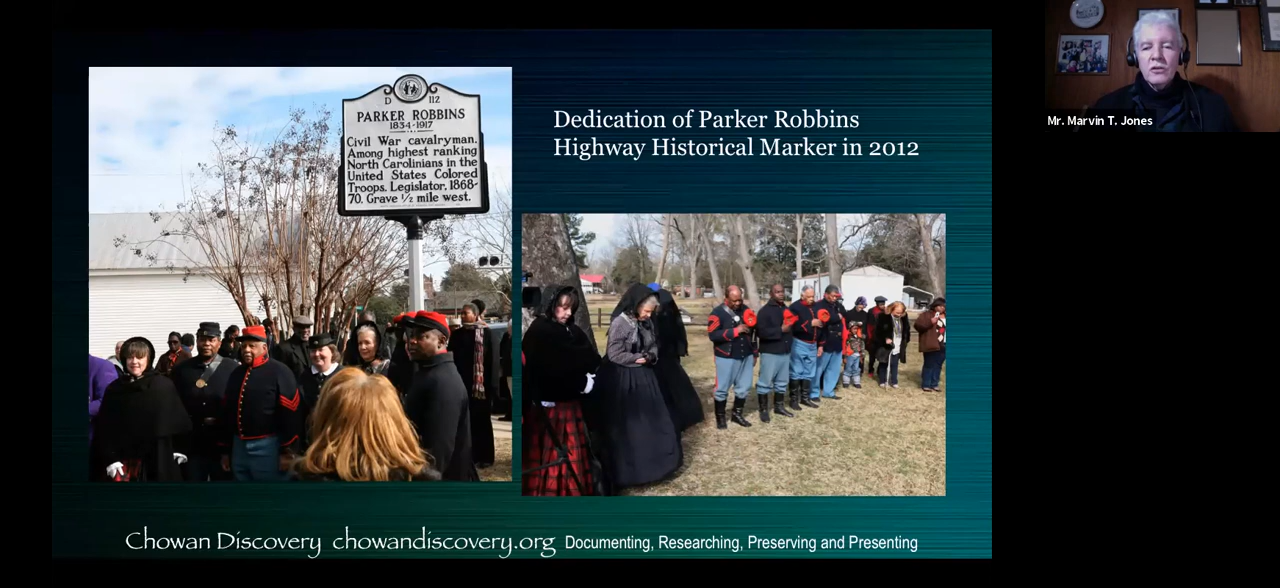 D 112
PARKER ROBBINS
1834-1917
Civil War cavalryman.
Among highest ranking
North Carolinians in the
United States Colored
Troops. Legislator, 1868-
70. Grave ½ mile west.
Dedication of Parker Robbins
Highway Historical Marker in 2012
Mr. Marvin T. Jones
Chowan Discovery chowandiscovery.org Documenting, Researching, Preserving and Presenting